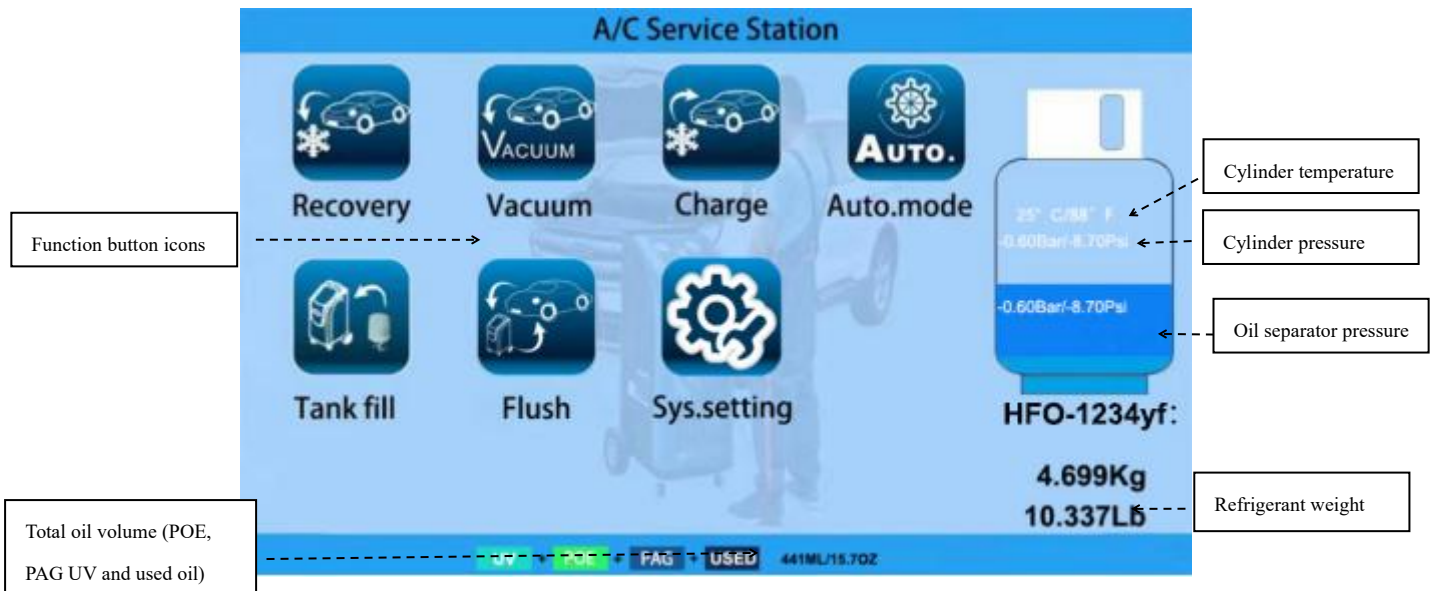 A/C Service Station
VACUUM
AUTO.
Recovery
Vacuum
Charge
Auto.mode
Function button icons
25° C/88° F
-0.60Bar/-8.70Psi
-0.60Bar/-8.70Psi
Cylinder temperature
Cylinder pressure
Oil separator pressure
Tank fill
Flush
Sys.setting
HFO-1234yf:
4.699Kg
10.337Lb
Refrigerant weight
Total oil volume (POE,
PAG UV and used oil)
UV + POE + PAG + USED 441ML/15.7OZ